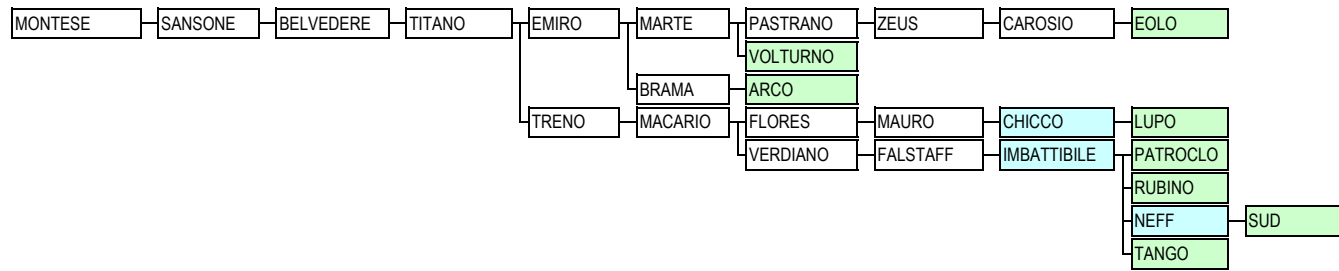 MONTESE SANSONE BELVEDERE TITANO EMIRO MARTE PASTRANO ZEUS CAROSIO EOLO
VOLTURNO
BRAMA ARCO
TRENO MACARIO FLORES MAURO CHICCO LUPO
VERDIANO FALSTAFF IMBATTIBILE PATROCLO
RUBINO
NEFF SUD
TANGO